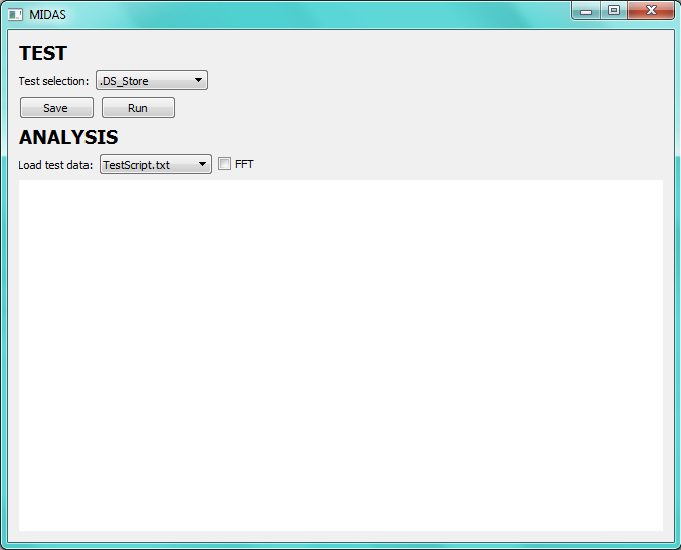 MIDAS
TEST
Test selection: .DS_Store
Save Run
ANALYSIS
Load test data: TestScript.txt FFT